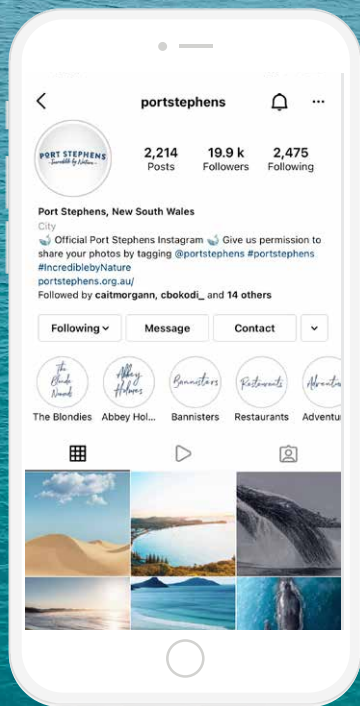 portstephens
PORT STEPHENS
Incredible by Nature
2,214 19.9 k 2,475
Posts Followers Following
Port Stephens, New South Wales
City
Official Port Stephens Instagram Give us permission to
share your photos by tagging @portstephens #portstephens
#IncrediblebyNature
portstephens.org.au/
Followed by caitmorgann, cbokodi_ and 14 others
Following Message Contact
The Blonde Nomads Abbey Holmes Bannisters Restaurants
The Blondies Abbey Hol... Bannisters Restaurants Adventu